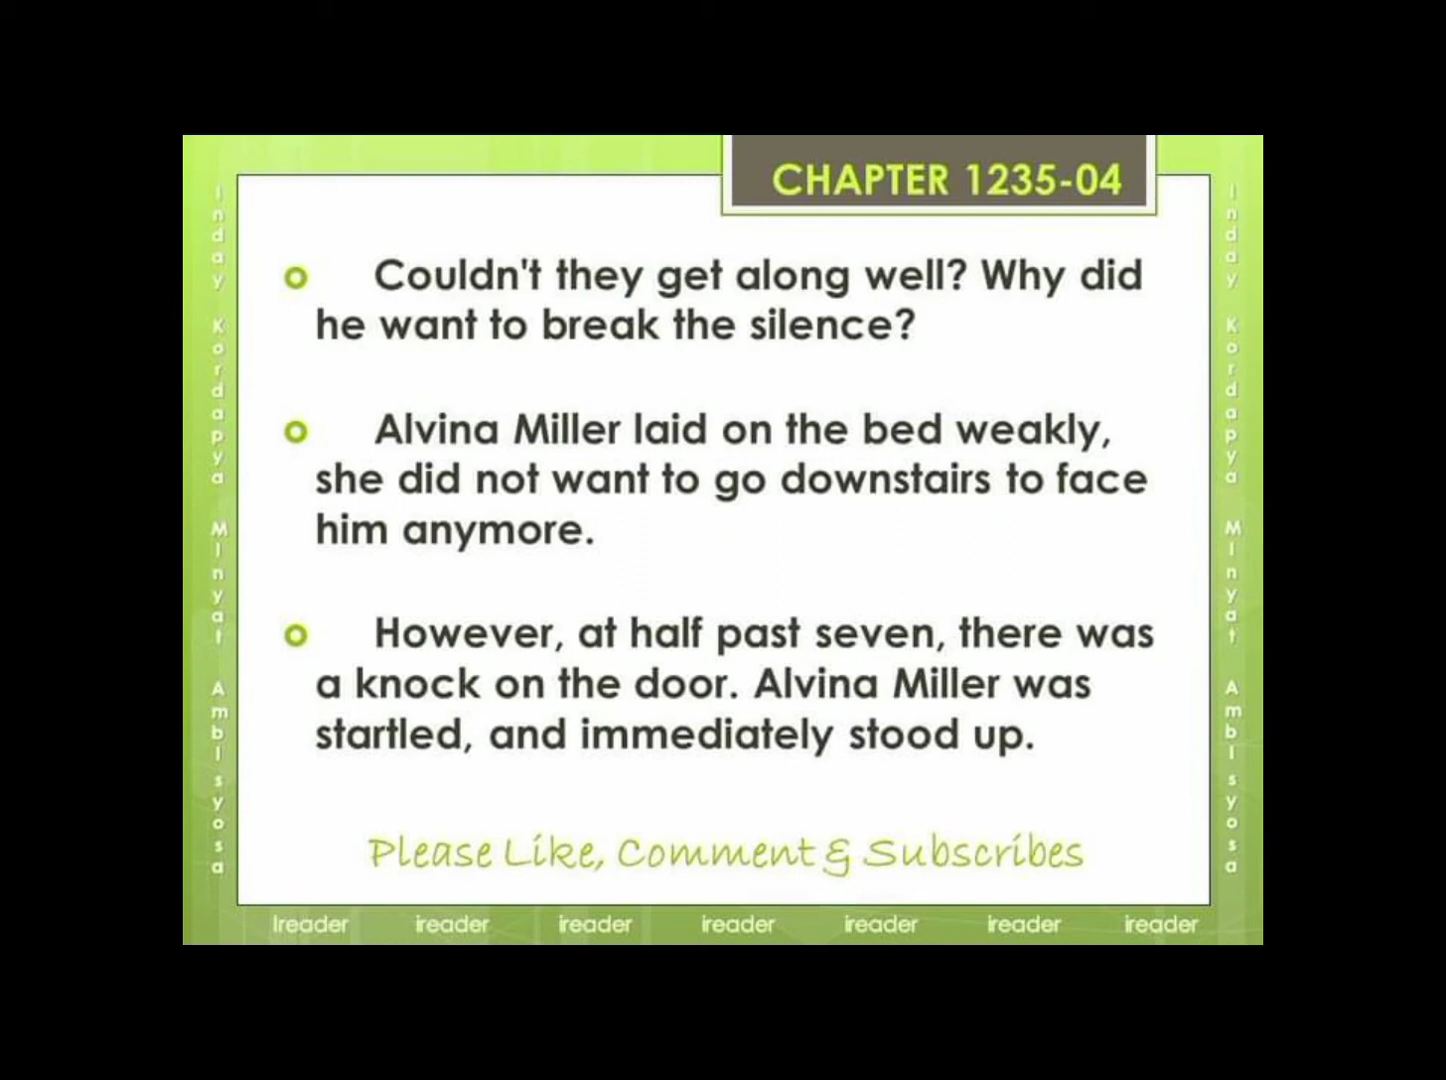 CHAPTER 1235-04
Couldn't they get along well? Why did
he want to break the silence?
Alvina Miller laid on the bed weakly,
she did not want to go downstairs to face
him anymore.
However, at half past seven, there was
a knock on the door. Alvina Miller was
startled, and immediately stood up.
Please Like, Comment & Subscribes
Ireader ireader ireader ireader ireader ireader ireader
Inday Kordapya MInyat AmbIsyosa
Inday Kordapya MInyat AmbIsyosa